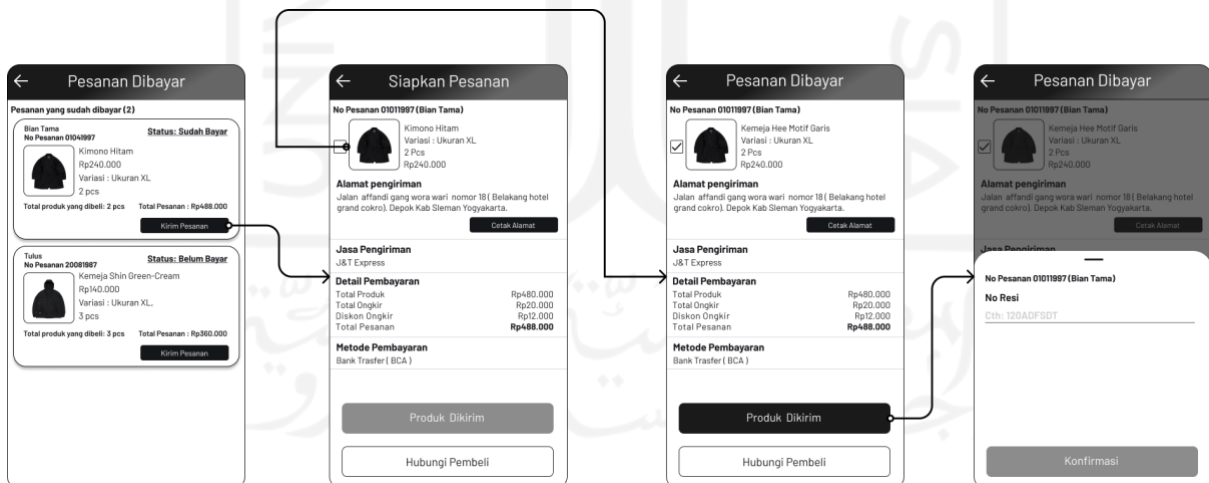 Pesanan Dibayar
Pesanan yang sudah dibayar (2)
Bian Tama
No Pesanan 01041997
Status: Sudah Bayar
Kimono Hitam
Rp240.000
Variasi : Ukuran XL
2 pcs
Total produk yang dibeli: 2 pcs
Total Pesanan : Rp488.000
Kirim Pesanan
Tulus
No Pesanan 20081987
Status: Belum Bayar
Kemeja Shin Green-Cream
Rp140.000
Variasi : Ukuran XL,
3 pcs
Total produk yang dibeli: 3 pcs
Total Pesanan : Rp360.000
Kirim Pesanan
Siapkan Pesanan
No Pesanan 01011997 (Bian Tama)
Kimono Hitam
Variasi : Ukuran XL
2 Pcs
Rp240.000
Alamat pengiriman
Jalan affandi gang wora wari nomor 18 ( Belakang hotel
grand cokro). Depok Kab Sleman Yogyakarta.
Cetak Alamat
Jasa Pengiriman
J&T Express
Detail Pembayaran
Total Produk Rp480.000
Total Ongkir Rp20.000
Diskon Ongkir Rp12.000
Total Pesanan Rp488.000
Metode Pembayaran
Bank Trasfer ( BCA )
Produk Dikirim
Hubungi Pembeli
Pesanan Dibayar
No Pesanan 01011997 (Bian Tama)
Kemeja Hee Motif Garis
Variasi : Ukuran XL
2 Pcs
Rp240.000
Alamat pengiriman
Jalan affandi gang wora wari nomor 18 ( Belakang hotel
grand cokro). Depok Kab Sleman Yogyakarta.
Cetak Alamat
Jasa Pengiriman
J&T Express
Detail Pembayaran
Total Produk Rp480.000
Total Ongkir Rp20.000
Diskon Ongkir Rp12.000
Total Pesanan Rp488.000
Metode Pembayaran
Bank Trasfer ( BCA )
Produk Dikirim
Hubungi Pembeli
Pesanan Dibayar
No Pesanan 01011997 (Bian Tama)
Kemeja Hee Motif Garis
Variasi : Ukuran XL
2 Pcs
Rp240.000
Alamat pengiriman
Jalan affandi gang wora wari nomor 18 ( Belakang hotel
grand cokro). Depok Kab Sleman Yogyakarta.
Cetak Alamat
Jasa Pengiriman
No Pesanan 01011997 (Bian Tama)
No Resi
Cth: 120ADFSDT
Konfirmasi